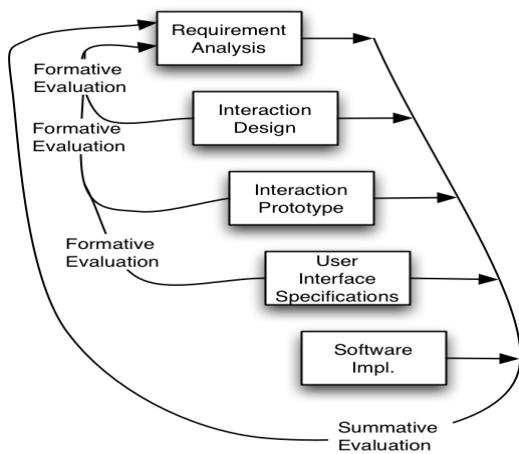 Requirement
Analysis
Formative
Evaluation
Interaction
Design
Formative
Evaluation
Interaction
Prototype
Formative
Evaluation
User
Interface
Specifications
Software
Impl.
Summative
Evaluation